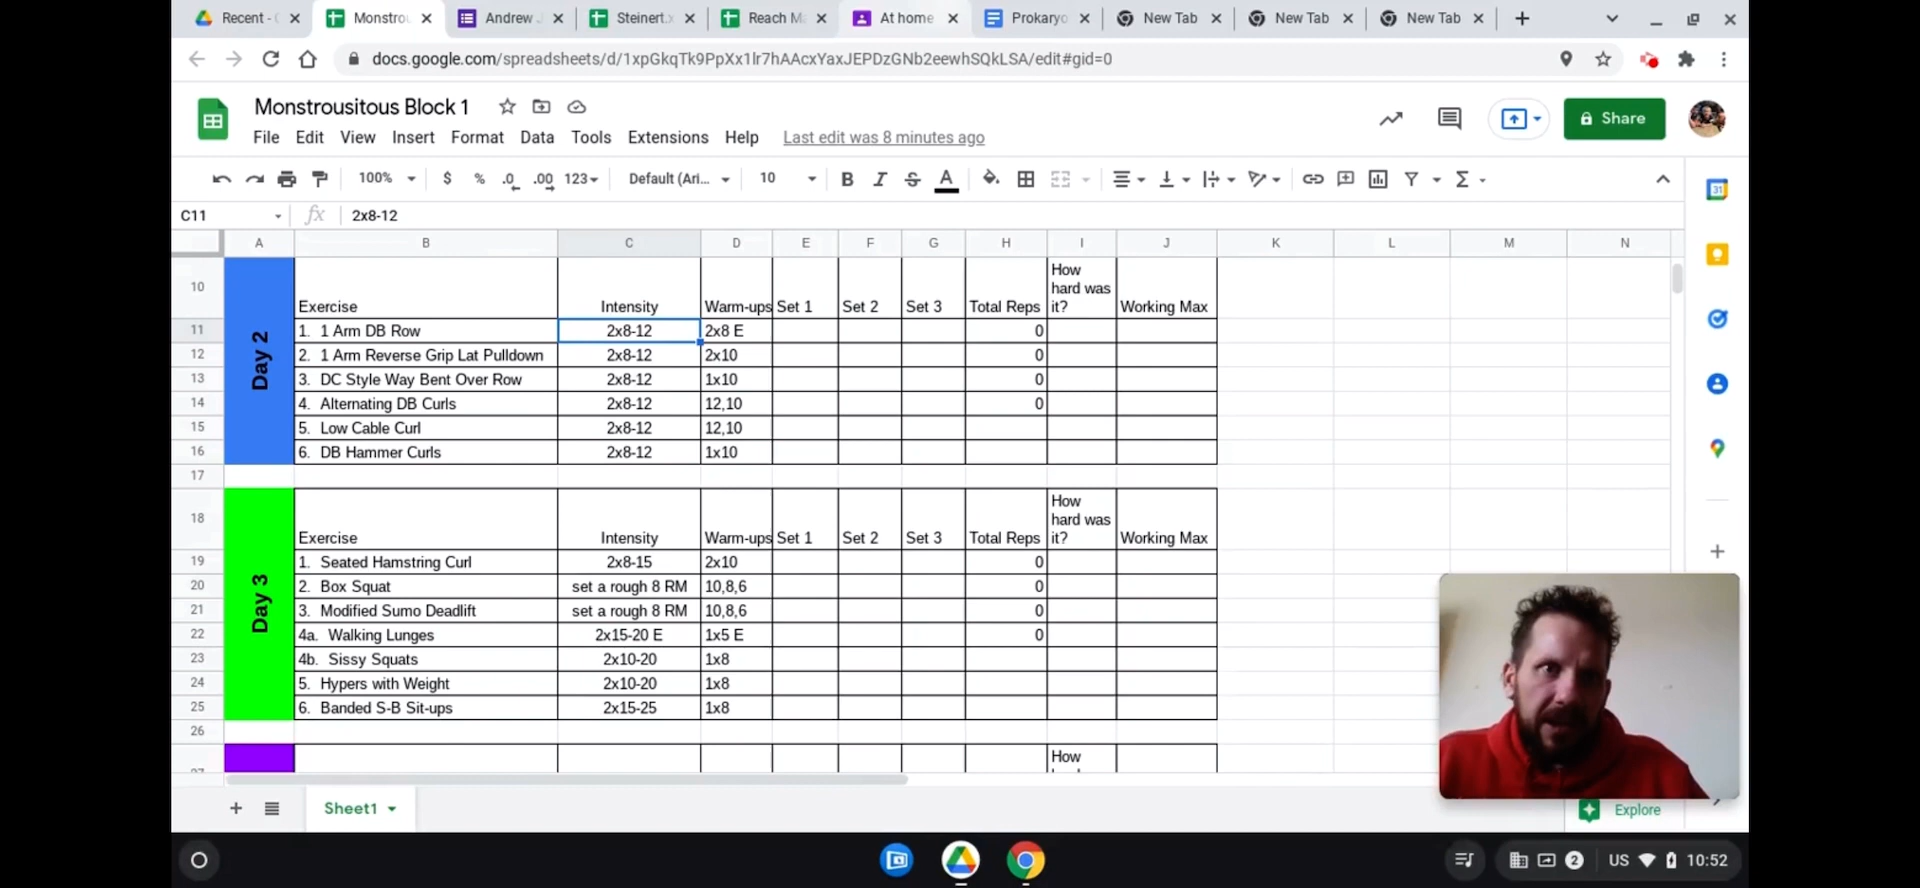 Recent -
Monstrou
Andrew
Steinert.x
Reach M
At home
Prokaryo
New Tab
New Tab
New Tab
docs.google.com/spreadsheets/d/1xpGkqTk9PpXx1lr7hAAcxYaxJEPDzGNb2eewhSQkLSA/edit#gid=0
Monstrousitous Block 1
Share
File Edit View Insert Format Data Tools Extensions Help Last edit was 8 minutes ago
100% $ % .0 .00 123 Default (Ari... 10 B I S A
C11 fx 2x8-12
A B C D E F G H I J K L M N
10 Exercise Intensity Warm-ups Set 1 Set 2 Set 3 Total Reps How hard was it? Working Max
Day 2
11 1. 1 Arm DB Row 2x8-12 2x8 E 0
12 2. 1 Arm Reverse Grip Lat Pulldown 2x8-12 2x10 0
13 3. DC Style Way Bent Over Row 2x8-12 1x10 0
14 4. Alternating DB Curls 2x8-12 12,10 0
15 5. Low Cable Curl 2x8-12 12,10
16 6. DB Hammer Curls 2x8-12 1x10
17
18 Exercise Intensity Warm-ups Set 1 Set 2 Set 3 Total Reps How hard was it? Working Max
Day 3
19 1. Seated Hamstring Curl 2x8-15 2x10 0
20 2. Box Squat set a rough 8 RM 10,8,6 0
21 3. Modified Sumo Deadlift set a rough 8 RM 10,8,6 0
22 4a. Walking Lunges 2x15-20 E 1x5 E 0
23 4b. Sissy Squats 2x10-20 1x8
24 5. Hypers with Weight 2x10-20 1x8
25 6. Banded S-B Sit-ups 2x15-25 1x8
26
How
Sheet1
Explore
31
2 US 10:52